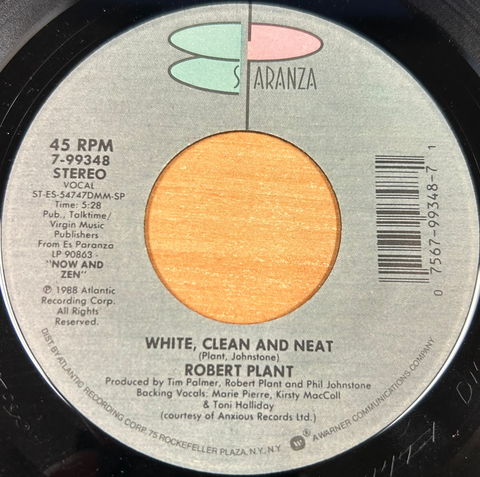 ES PARANZA
45 RPM
7-99348
STEREO
VOCAL
ST-ES-54747DMM-SP
Time: 5:28
Pub., Talktime/
Virgin Music
Publishers
From Es Paranza
LP 90863 -
"NOW AND
ZEN"
℗ 1988 Atlantic
Recording Corp.
All Rights
Reserved.
0 7567-99348-7 1
WHITE, CLEAN AND NEAT
(Plant, Johnstone)
ROBERT PLANT
Produced by Tim Palmer, Robert Plant and Phil Johnstone
Backing Vocals: Marie Pierre, Kirsty MacColl
& Toni Halliday
(courtesy of Anxious Records Ltd.)
DIST BY ATLANTIC RECORDING CORP. 75 ROCKEFELLER PLAZA, N.Y. N.Y. A WARNER COMMUNICATIONS COMPANY